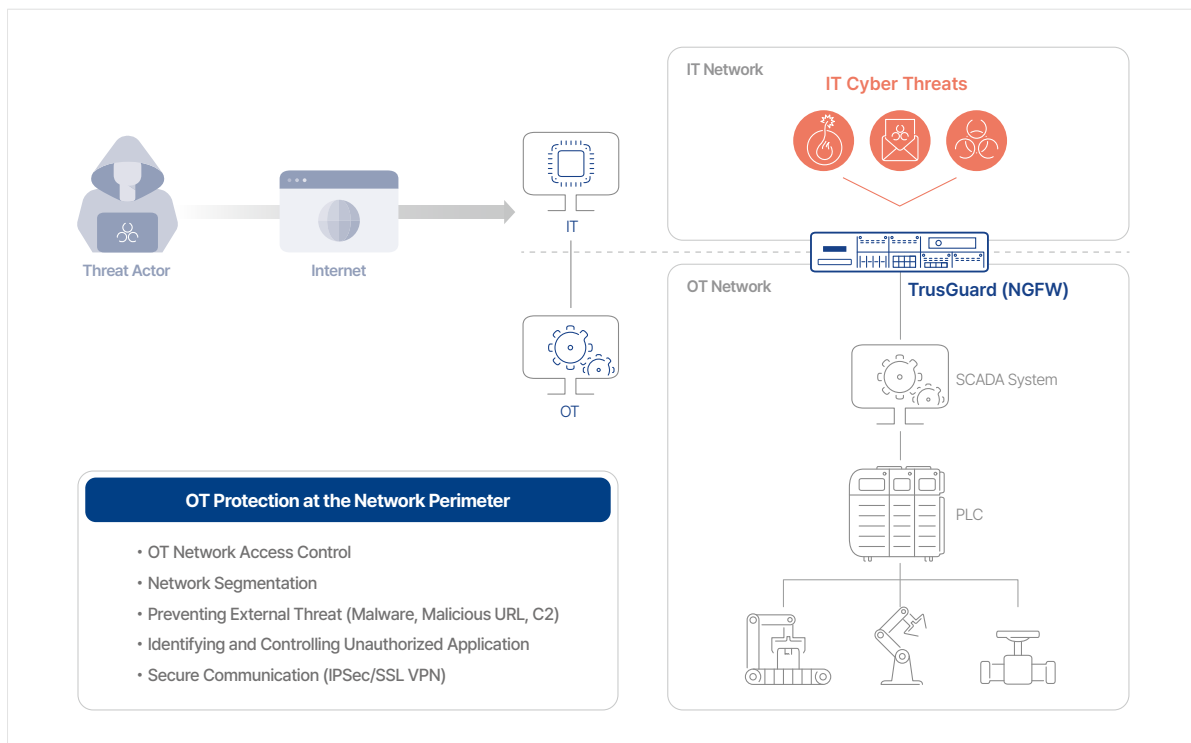 IT Network
IT Cyber Threats
Threat Actor
Internet
IT
OT Network
TrusGuard (NGFW)
OT
SCADA System
PLC
OT Protection at the Network Perimeter
• OT Network Access Control
• Network Segmentation
• Preventing External Threat (Malware, Malicious URL, C2)
• Identifying and Controlling Unauthorized Application
• Secure Communication (IPSec/SSL VPN)